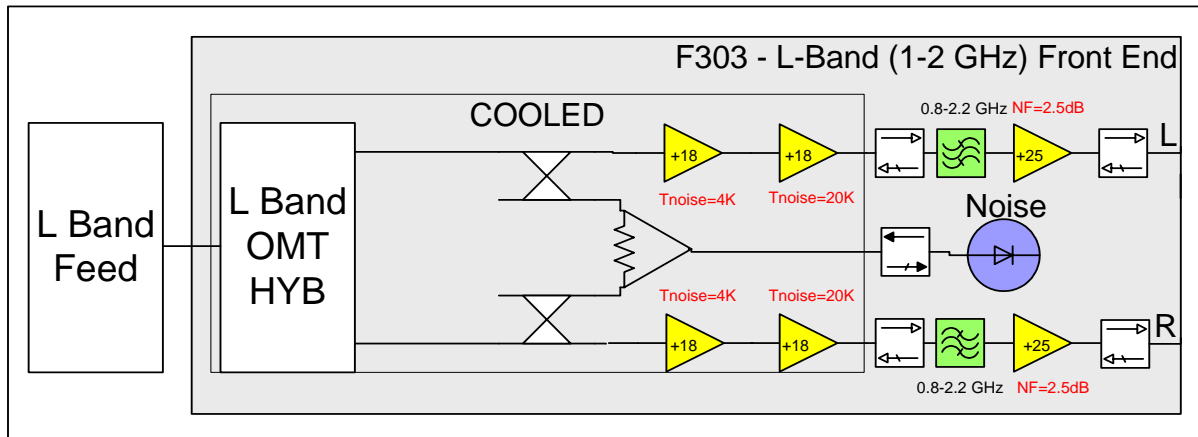 F303 - L-Band (1-2 GHz) Front End
COOLED
0.8-2.2 GHz
NF=2.5dB
L Band
Feed
L Band
OMT
HYB
+18
+18
+25
L
Tnoise=4K
Tnoise=20K
Noise
Tnoise=4K
Tnoise=20K
+18
+18
+25
R
0.8-2.2 GHz
NF=2.5dB